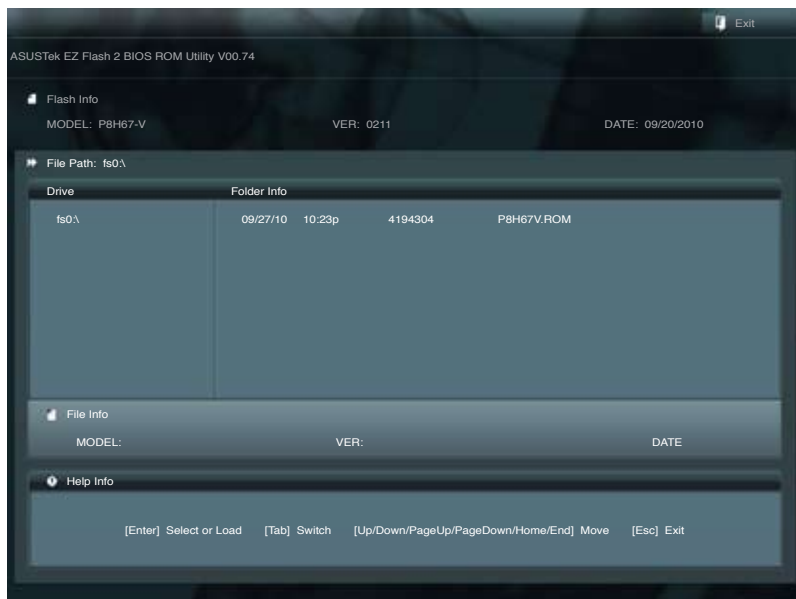 Exit
ASUSTek EZ Flash 2 BIOS ROM Utility V00.74
Flash Info
MODEL: P8H67-V VER: 0211 DATE: 09/20/2010
File Path: fs0:\
Drive Folder Info
fs0:\ 09/27/10 10:23p 4194304 P8H67V.ROM
File Info
MODEL: VER: DATE
Help Info
[Enter] Select or Load [Tab] Switch [Up/Down/PageUp/PageDown/Home/End] Move [Esc] Exit